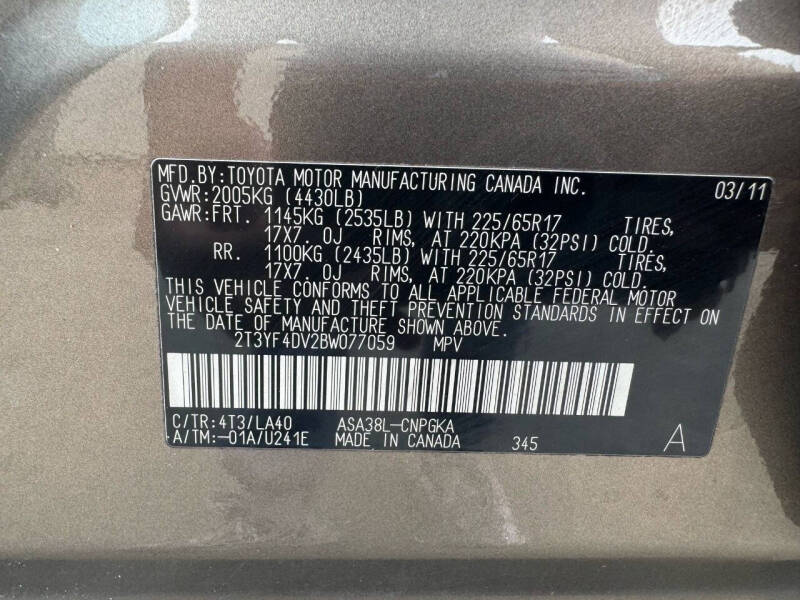 MFD.BY:TOYOTA MOTOR MANUFACTURING CANADA INC. 03/11
GVWR:2005KG (4430LB)
GAWR:FRT. 1145KG (2535LB) WITH 225/65R17 TIRES,
17X7. 0J RIMS, AT 220KPA (32PSI) COLD.
RR. 1100KG (2435LB) WITH 225/65R17 TIRES,
17X7. 0J RIMS, AT 220KPA (32PSI) COLD.
THIS VEHICLE CONFORMS TO ALL APPLICABLE FEDERAL MOTOR
VEHICLE SAFETY AND THEFT PREVENTION STANDARDS IN EFFECT ON
THE DATE OF MANUFACTURE SHOWN ABOVE.
2T3YF4DV2BW077059 MPV
C/TR:4T3/LA40 ASA38L-CNPGKA
A/TM:-01A/U241E MADE IN CANADA 345 A